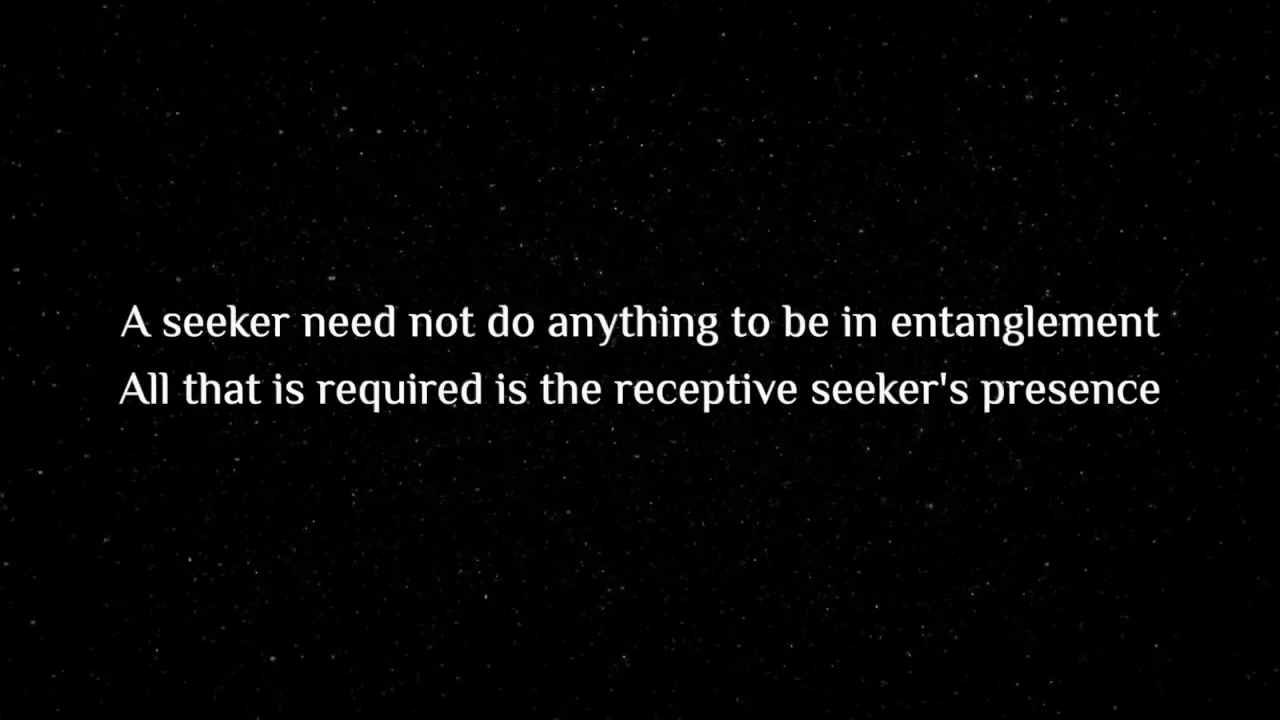 A seeker need not do anything to be in entanglement
All that is required is the receptive seeker's presence